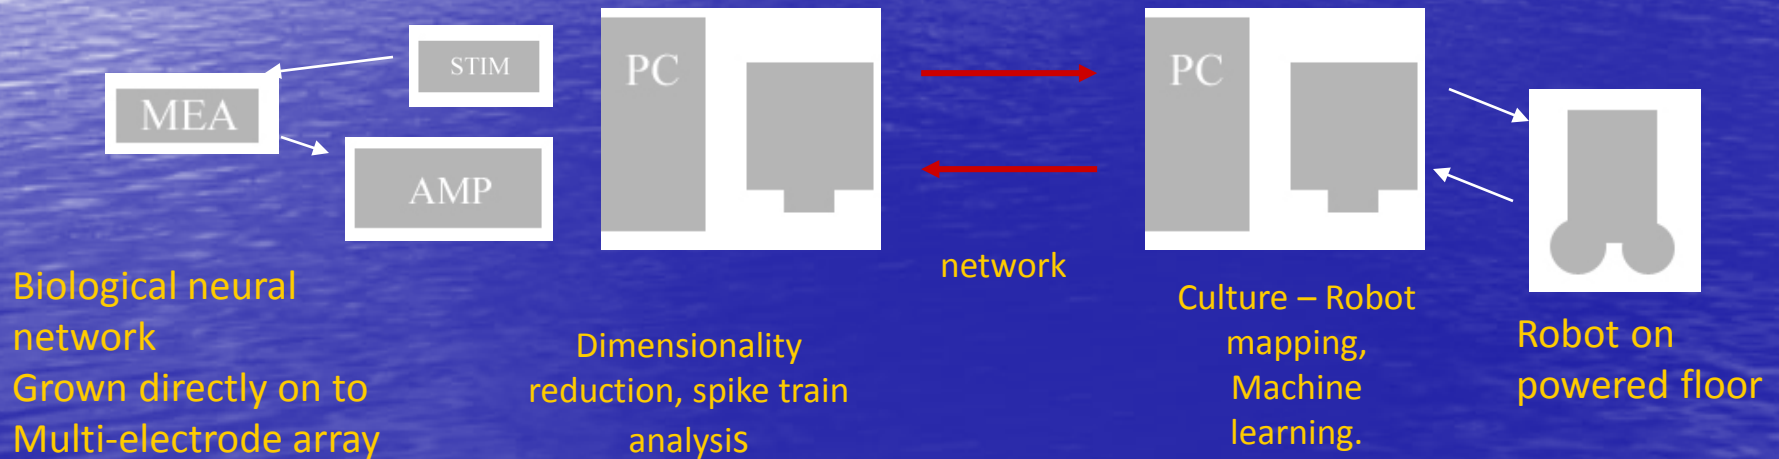 STIM
MEA
AMP
PC
PC
network
Biological neural
network
Grown directly on to
Multi-electrode array
Dimensionality
reduction, spike train
analysis
Culture – Robot
mapping,
Machine
learning.
Robot on
powered floor